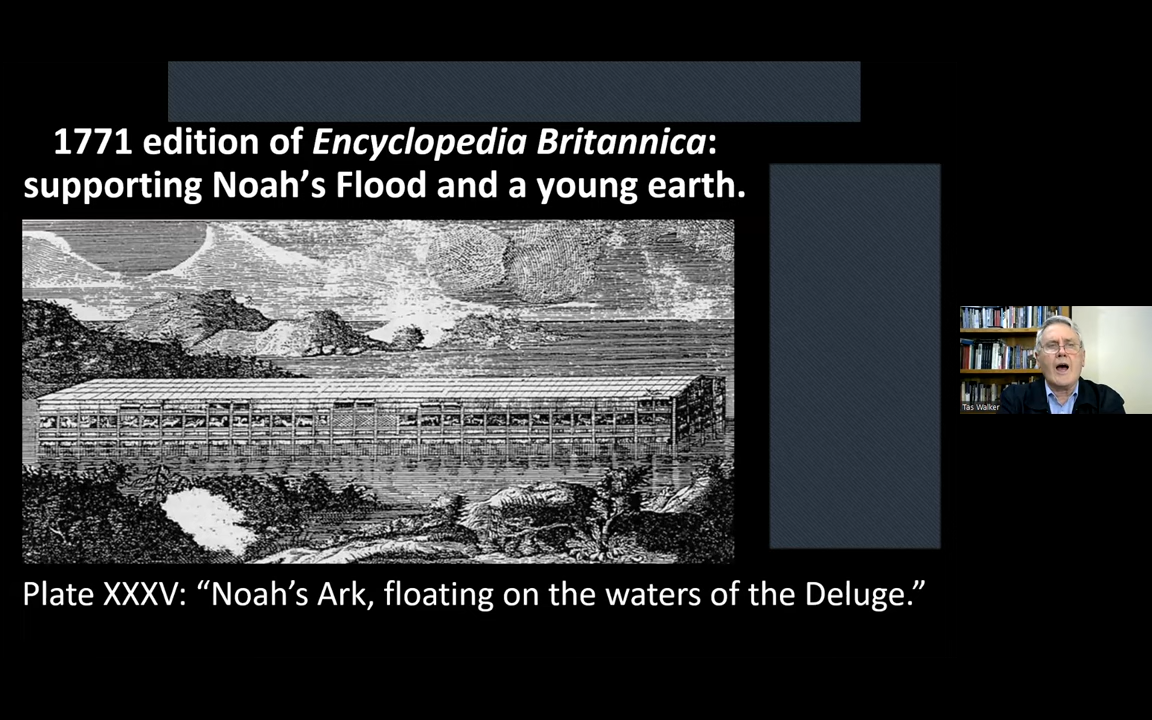 1771 edition of Encyclopedia Britannica:
supporting Noah’s Flood and a young earth.
Tas Walker
Plate XXXV: “Noah’s Ark, floating on the waters of the Deluge.”